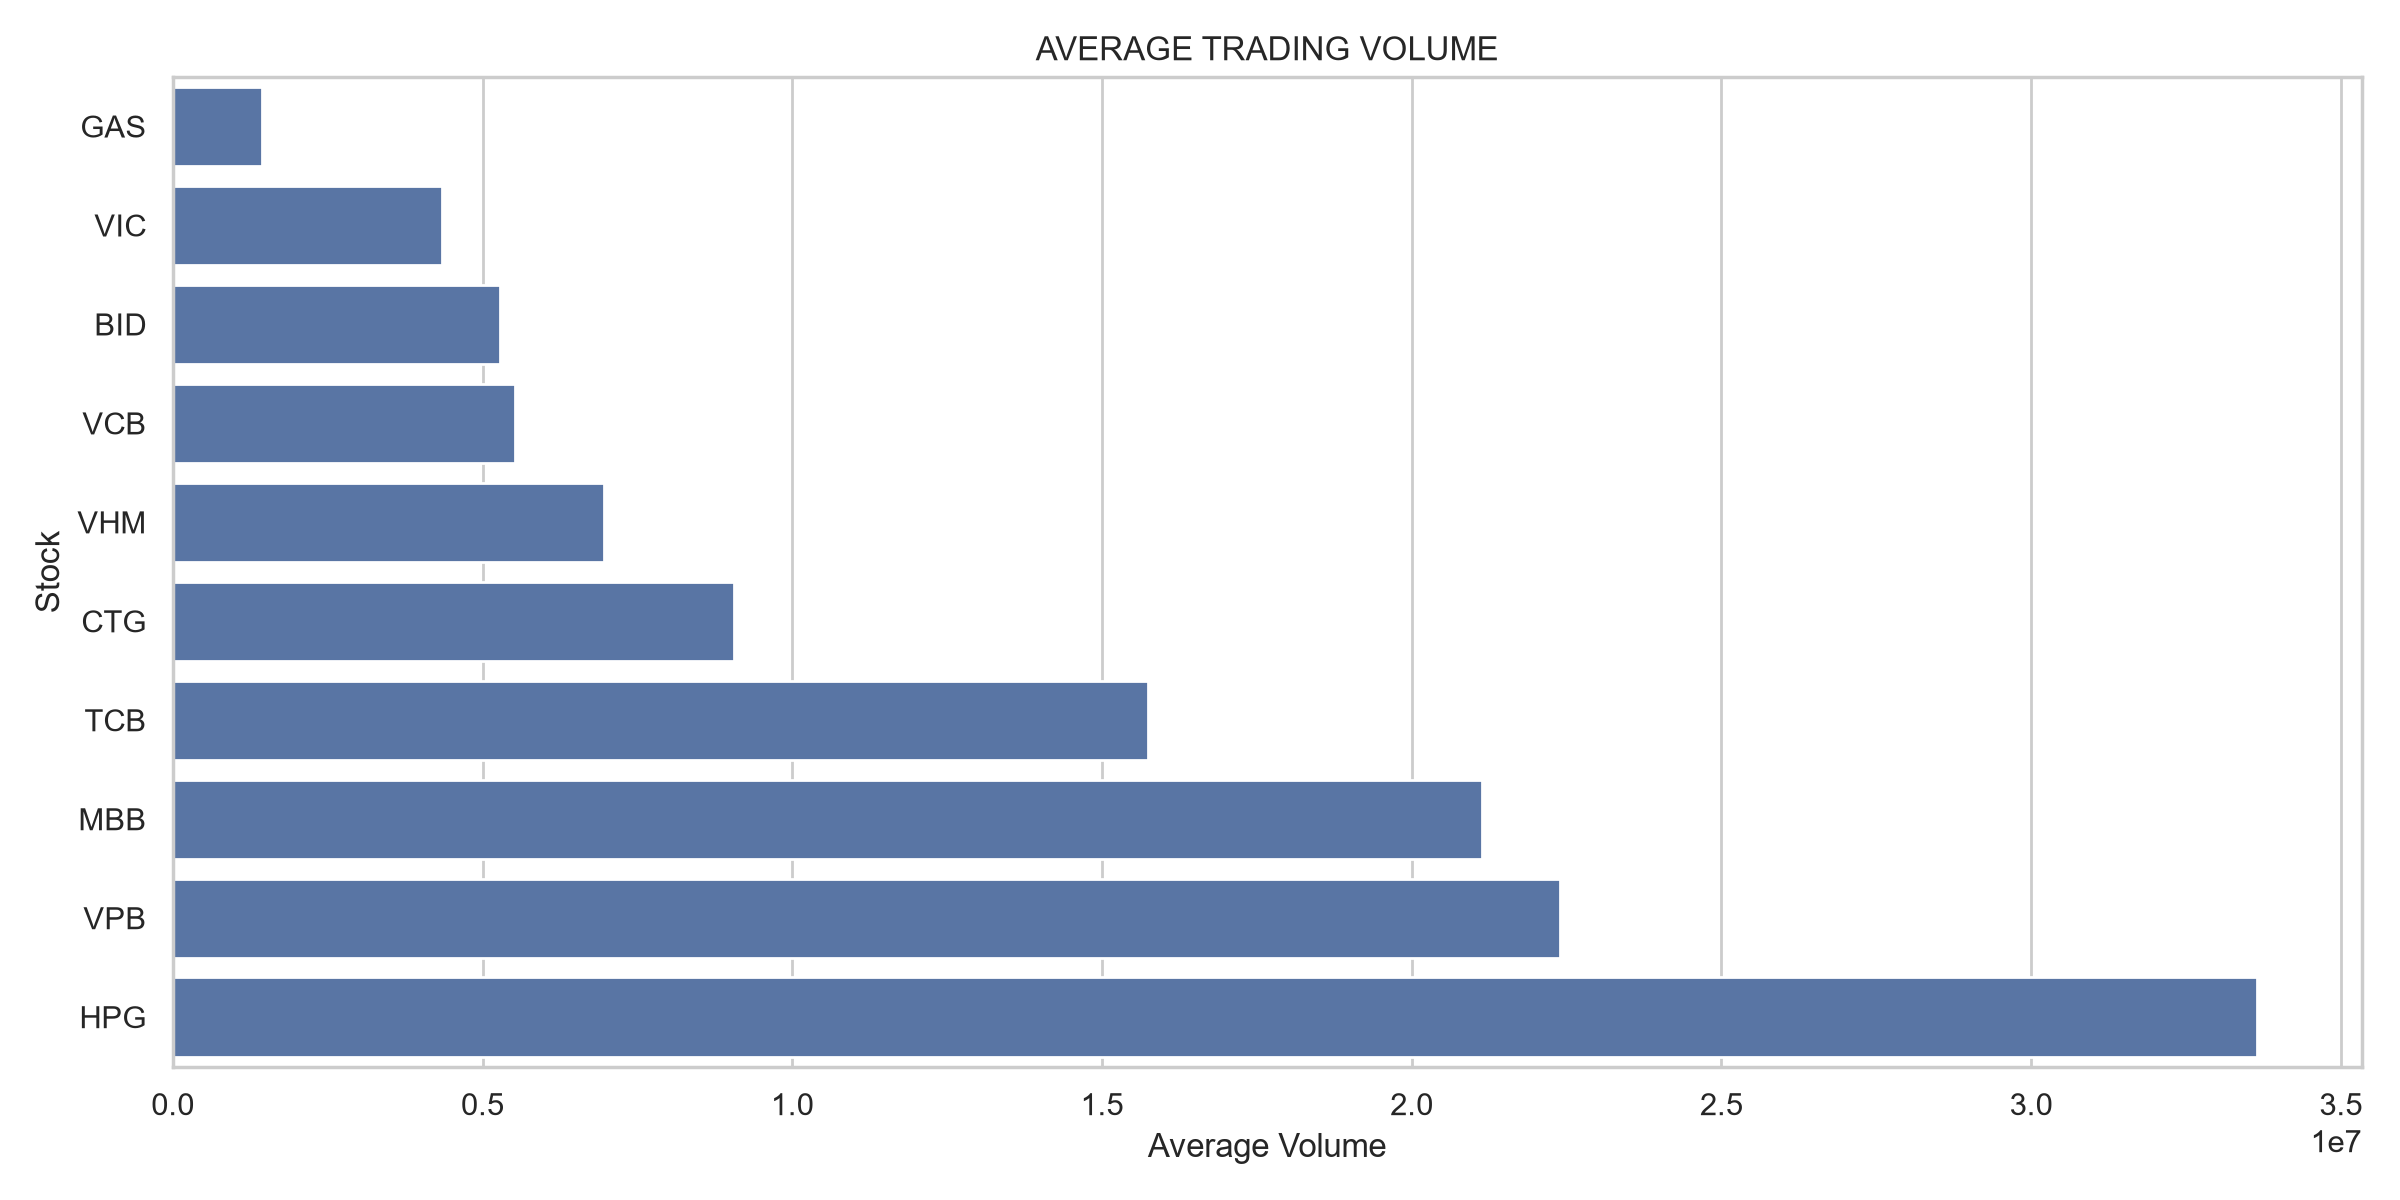 AVERAGE TRADING VOLUME
GAS
VIC
BID
VCB
VHM
CTG
TCB
MBB
VPB
HPG
Stock
0.0 0.5 1.0 1.5 2.0 2.5 3.0 3.5
1e7
Average Volume